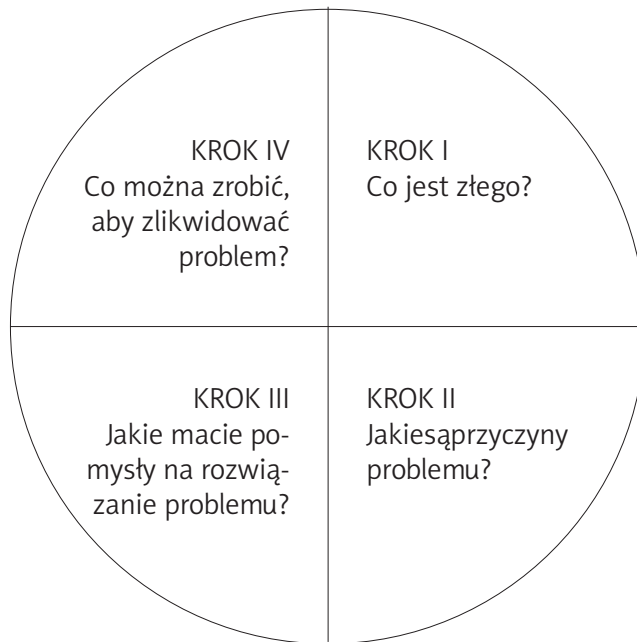 KROK I
Co jest złego?
KROK II
Jakiesąprzyczyny
problemu?
KROK III
Jakie macie po-
mysły na rozwią-
zanie problemu?
KROK IV
Co można zrobić,
aby zlikwidować
problem?